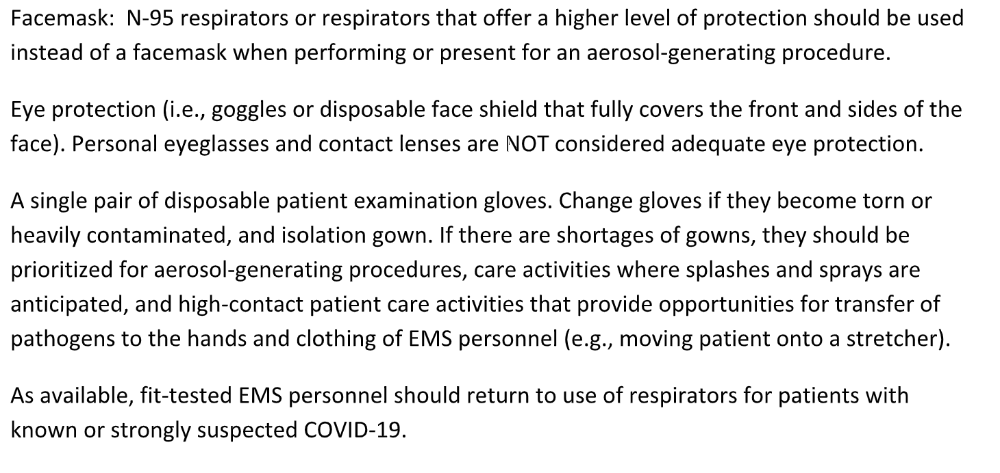 Facemask:  N-95 respirators or respirators that offer a higher level of protection should be used
instead of a facemask when performing or present for an aerosol-generating procedure.
Eye protection (i.e., goggles or disposable face shield that fully covers the front and sides of the
face). Personal eyeglasses and contact lenses are NOT considered adequate eye protection.
A single pair of disposable patient examination gloves. Change gloves if they become torn or
heavily contaminated, and isolation gown. If there are shortages of gowns, they should be
prioritized for aerosol-generating procedures, care activities where splashes and sprays are
anticipated, and high-contact patient care activities that provide opportunities for transfer of
pathogens to the hands and clothing of EMS personnel (e.g., moving patient onto a stretcher).
As available, fit-tested EMS personnel should return to use of respirators for patients with
known or strongly suspected COVID-19.